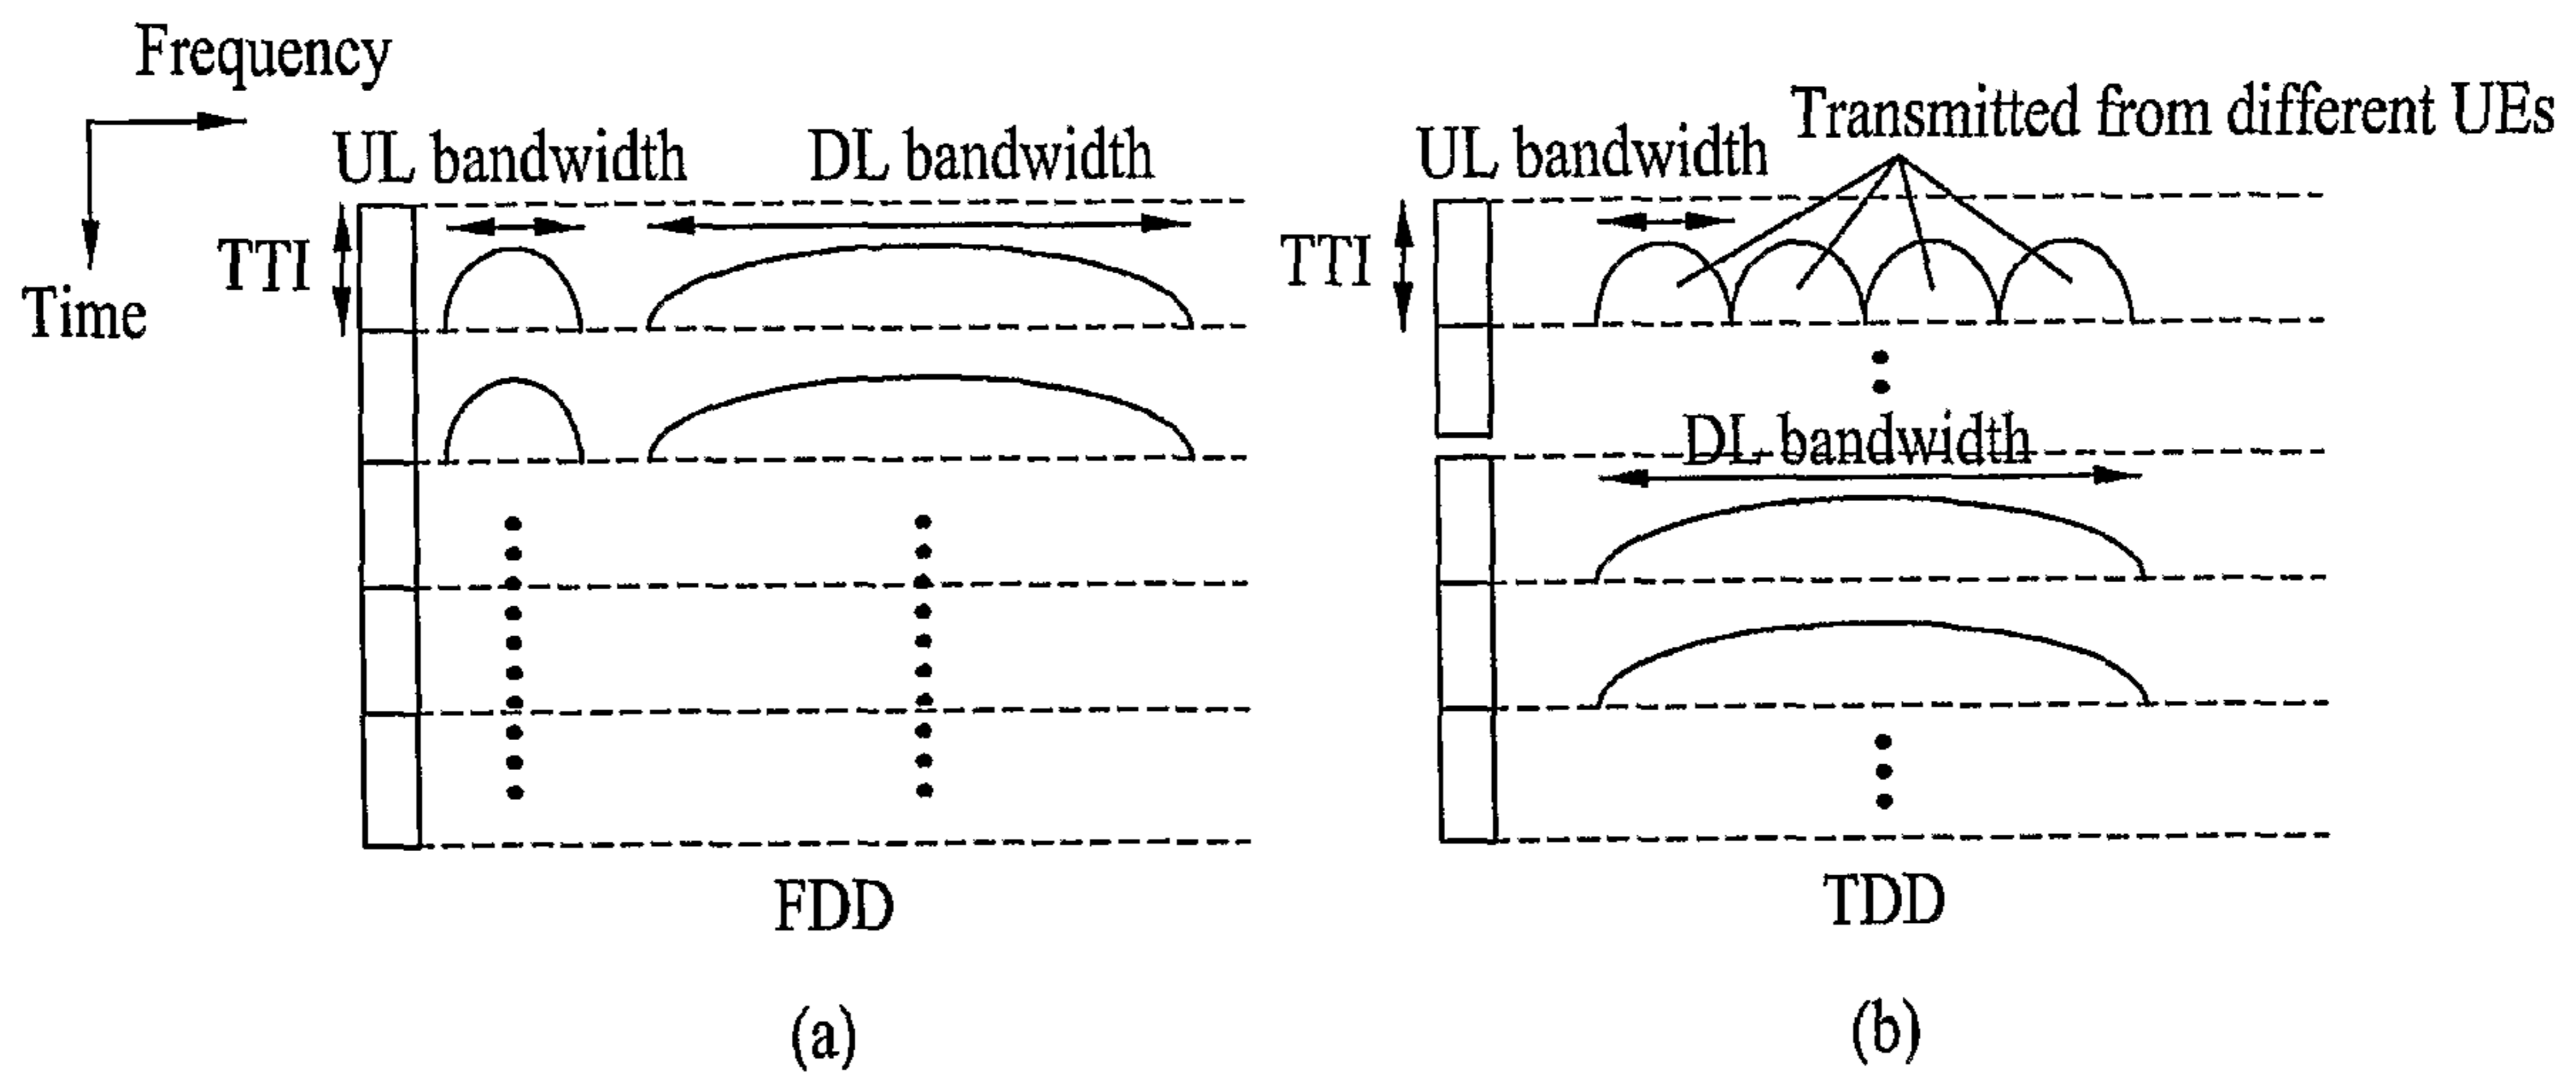 Frequency
Time
UL bandwidth
DL bandwidth
TTI
FDD
(a)
Transmitted from different UEs
UL bandwidth
TTI
DL bandwidth
TDD
(b)